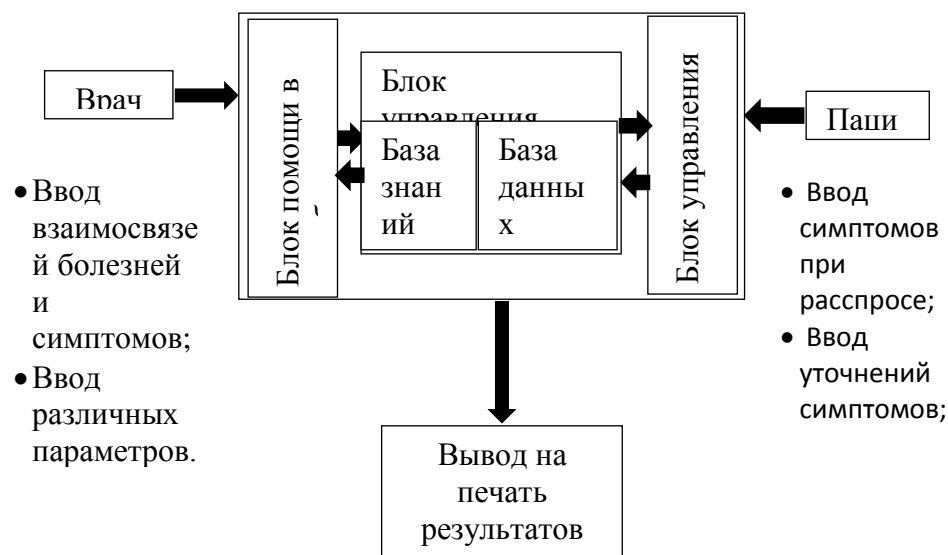 Врач
• Ввод
взаимосвязе
й болезней
и
симптомов;
• Ввод
различных
параметров.
Блок помощи в
Блок
управления
База
знан
ий
База
данны
х
Блок управления
Паци
• Ввод
симптомов
при
расспросе;
• Ввод
уточнений
симптомов;
Вывод на
печать
результатов